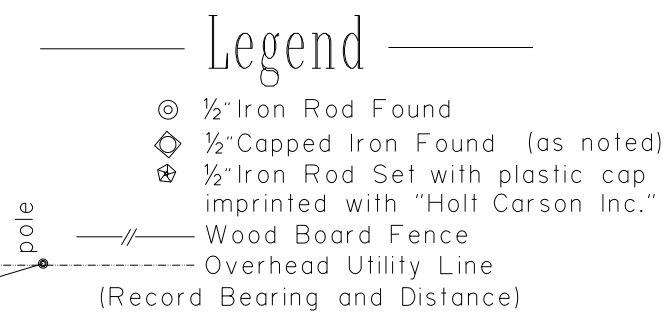 Legend
½" Iron Rod Found
½" Capped Iron Found (as noted)
½" Iron Rod Set with plastic cap
imprinted with "Holt Carson Inc."
pole
Wood Board Fence
Overhead Utility Line
(Record Bearing and Distance)